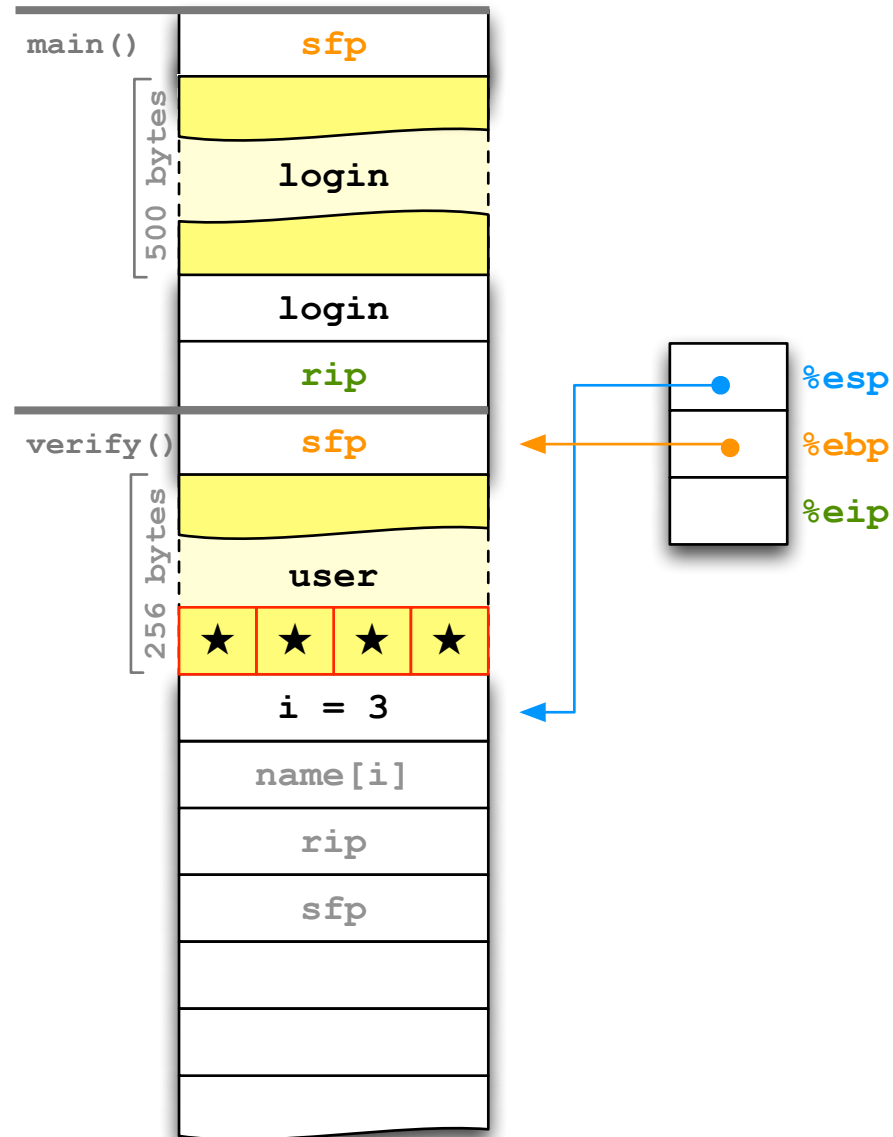 main()
sfp
500 bytes
login
login
rip
%esp
verify()
sfp
%ebp
%eip
256 bytes
user
★ ★ ★ ★
i = 3
name[i]
rip
sfp